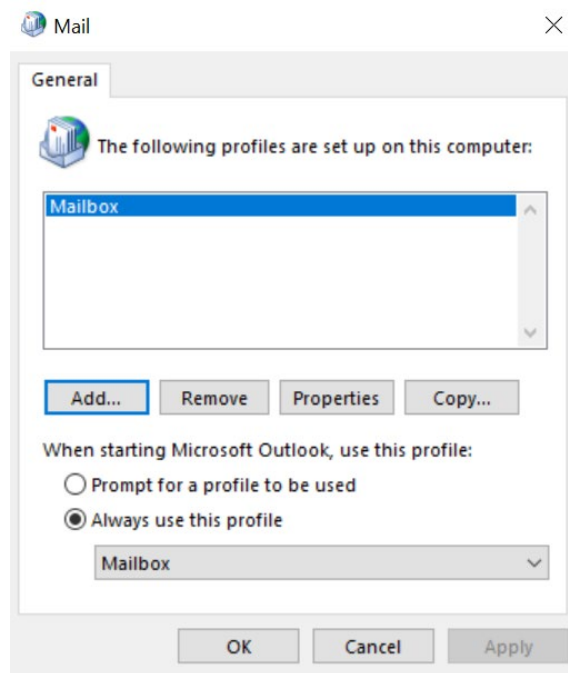 Mail
General
The following profiles are set up on this computer:
Mailbox
Add... Remove Properties Copy...
When starting Microsoft Outlook, use this profile:
Prompt for a profile to be used
Always use this profile
Mailbox
OK Cancel Apply